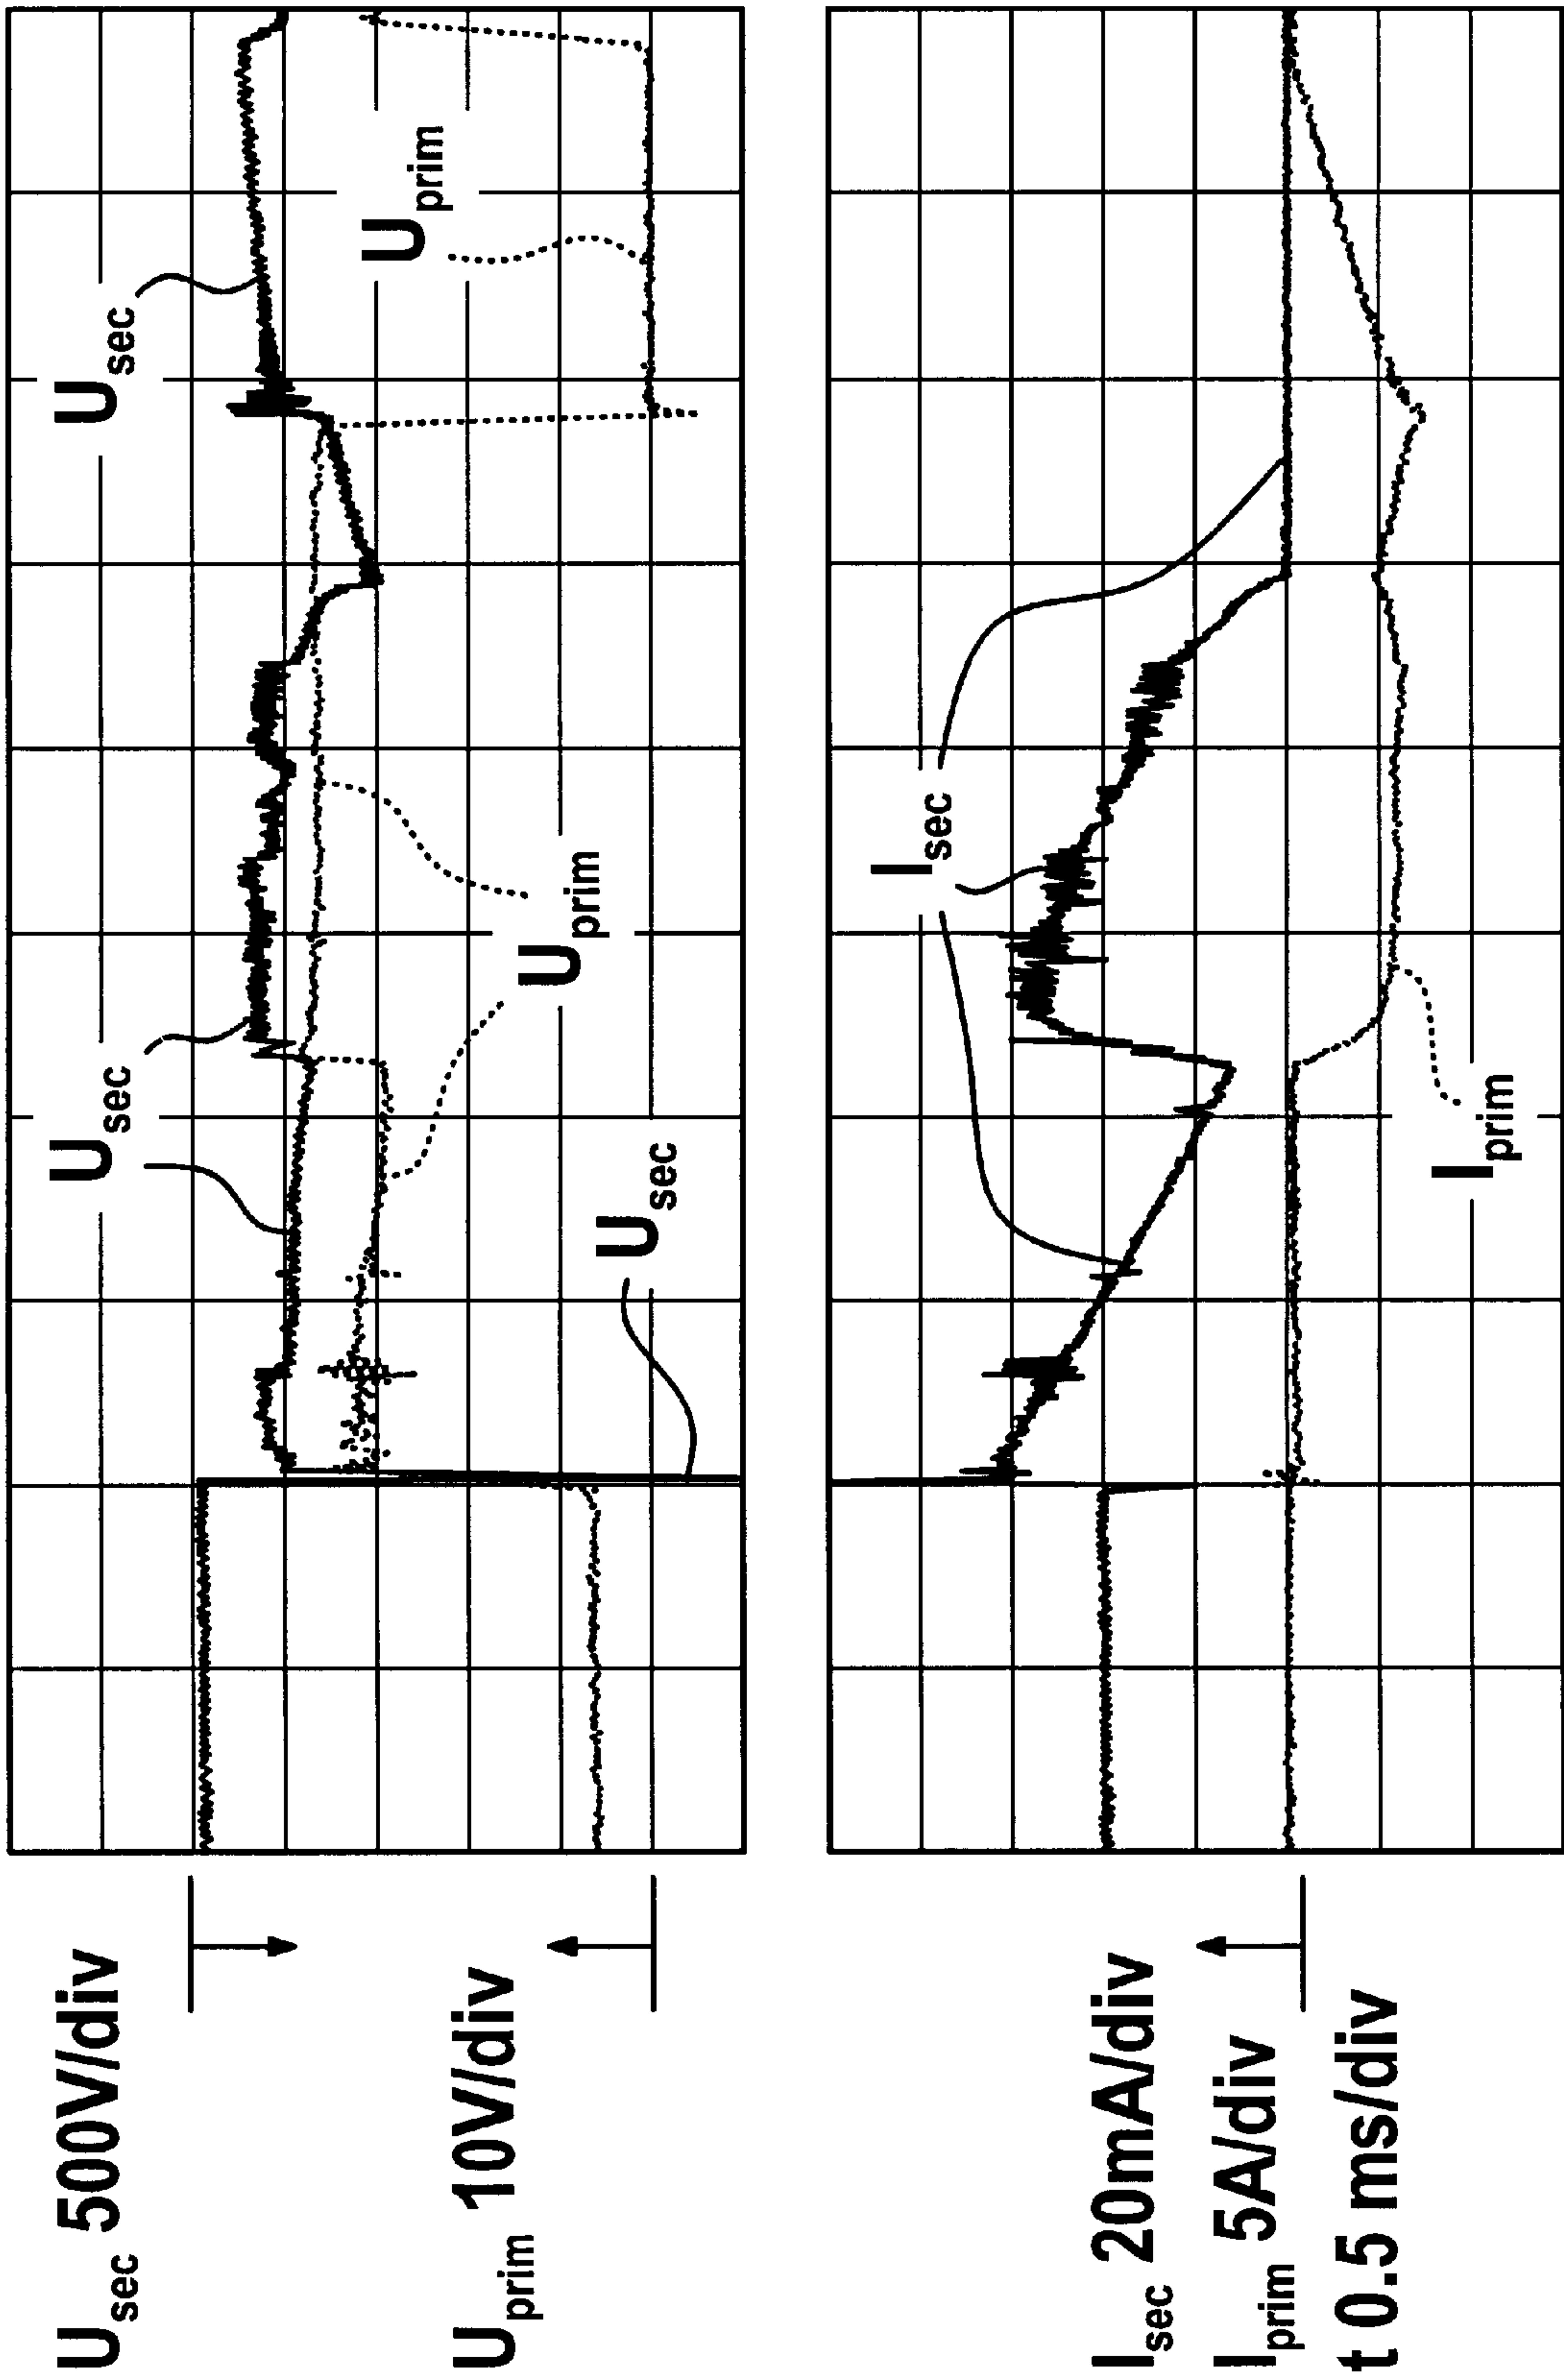 U_sec 500V/div
U_prim 10V/div
U_sec
U_sec
U_sec
U_prim
U_prim
I_sec 20mA/div
I_prim 5A/div
t 0.5 ms/div
I_sec
I_prim